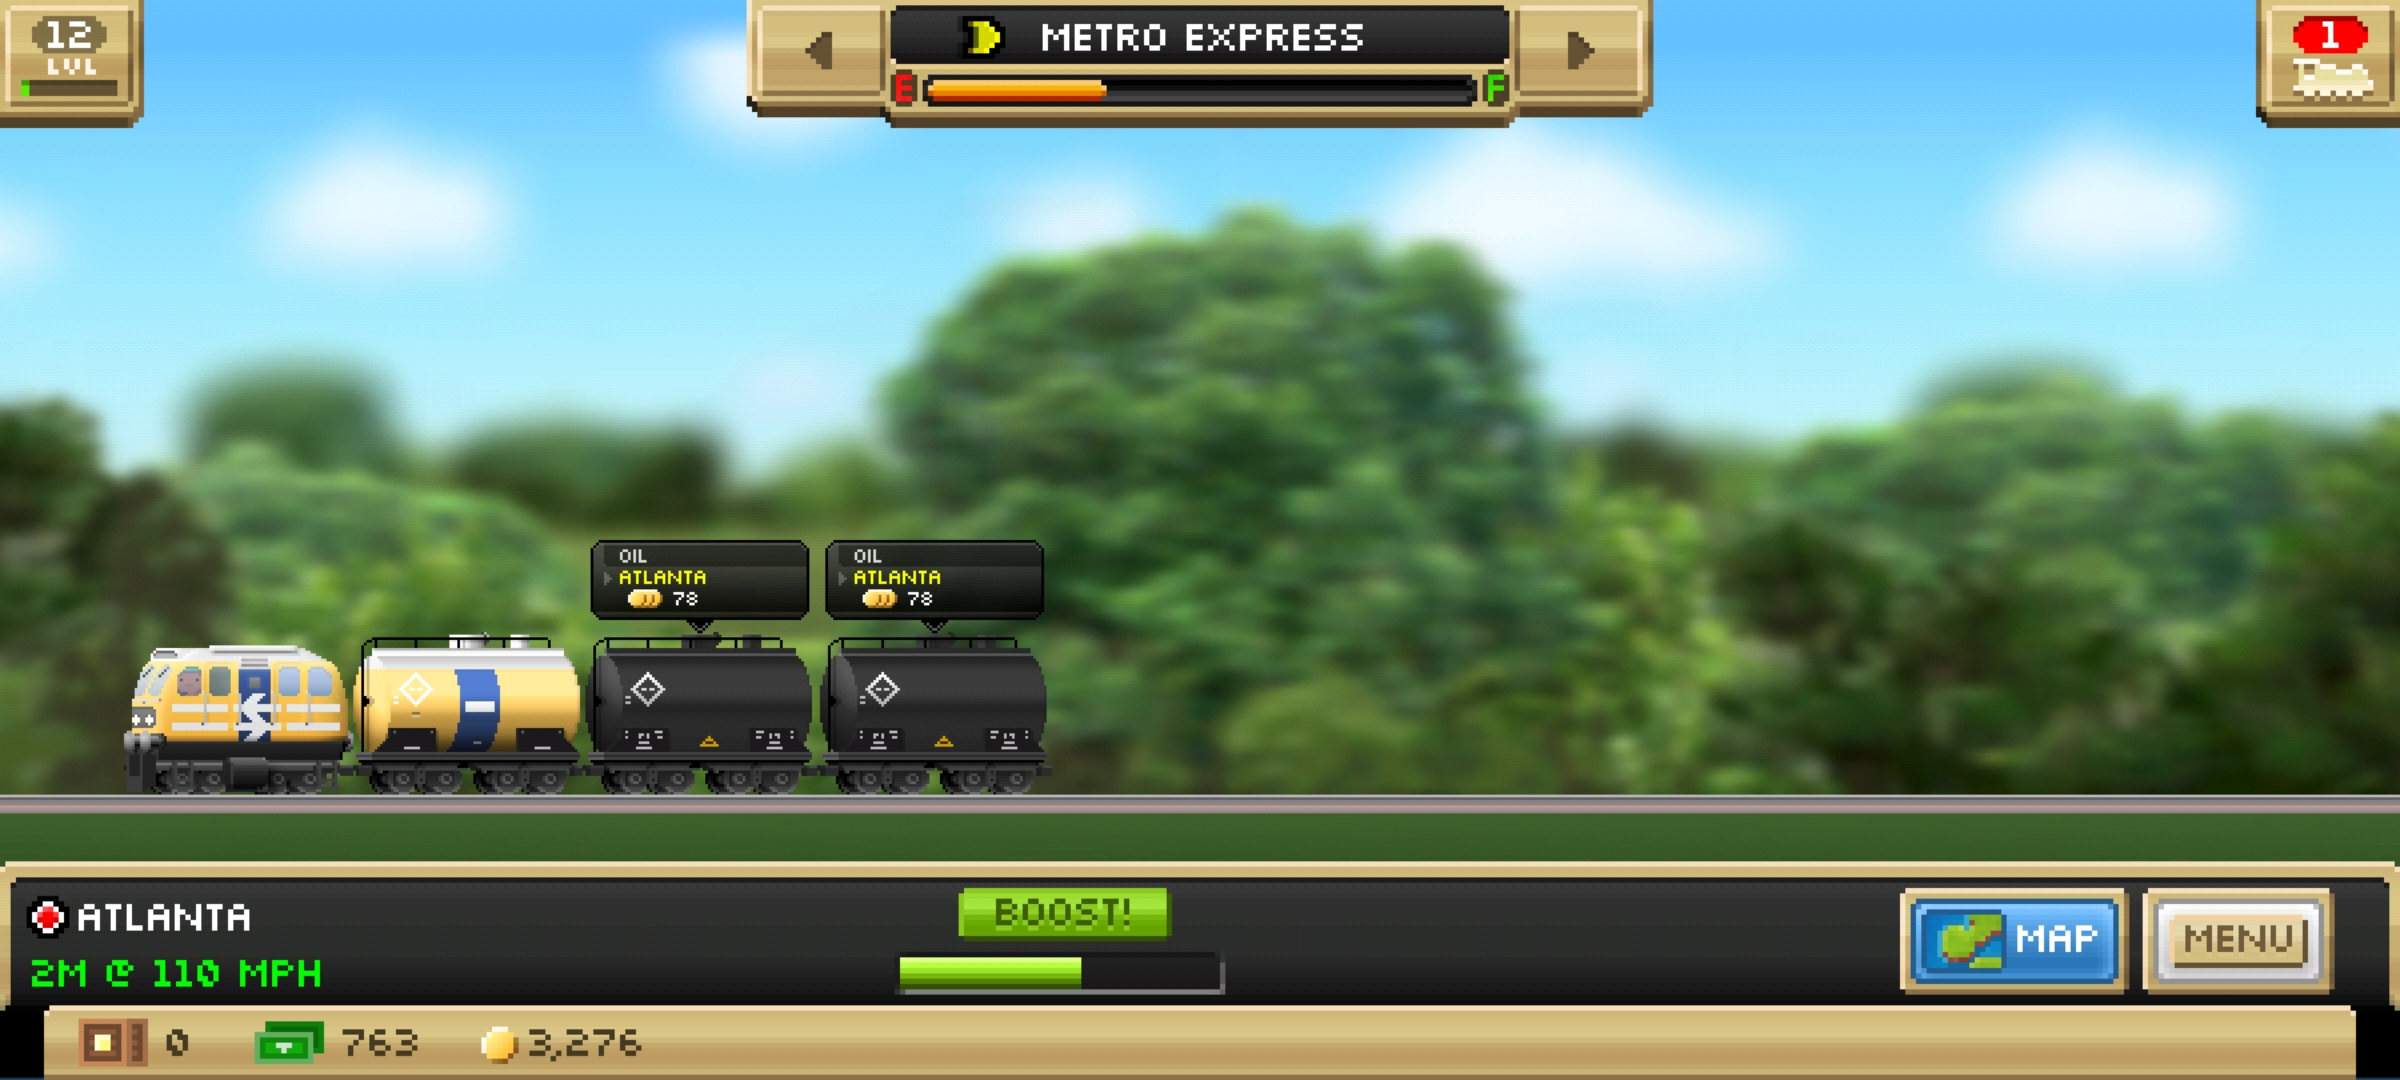 12
LVL
METRO EXPRESS
E F
1
OIL
ATLANTA
78
OIL
ATLANTA
78
ATLANTA
2M @ 110 MPH
BOOST!
MAP
MENU
0 763 3,276